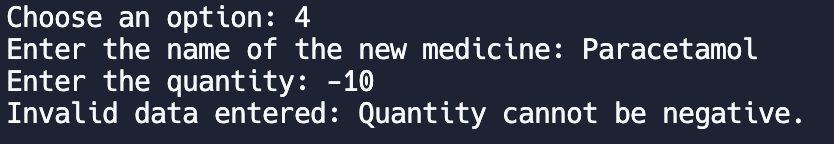 Choose an option: 4
Enter the name of the new medicine: Paracetamol
Enter the quantity: -10
Invalid data entered: Quantity cannot be negative.